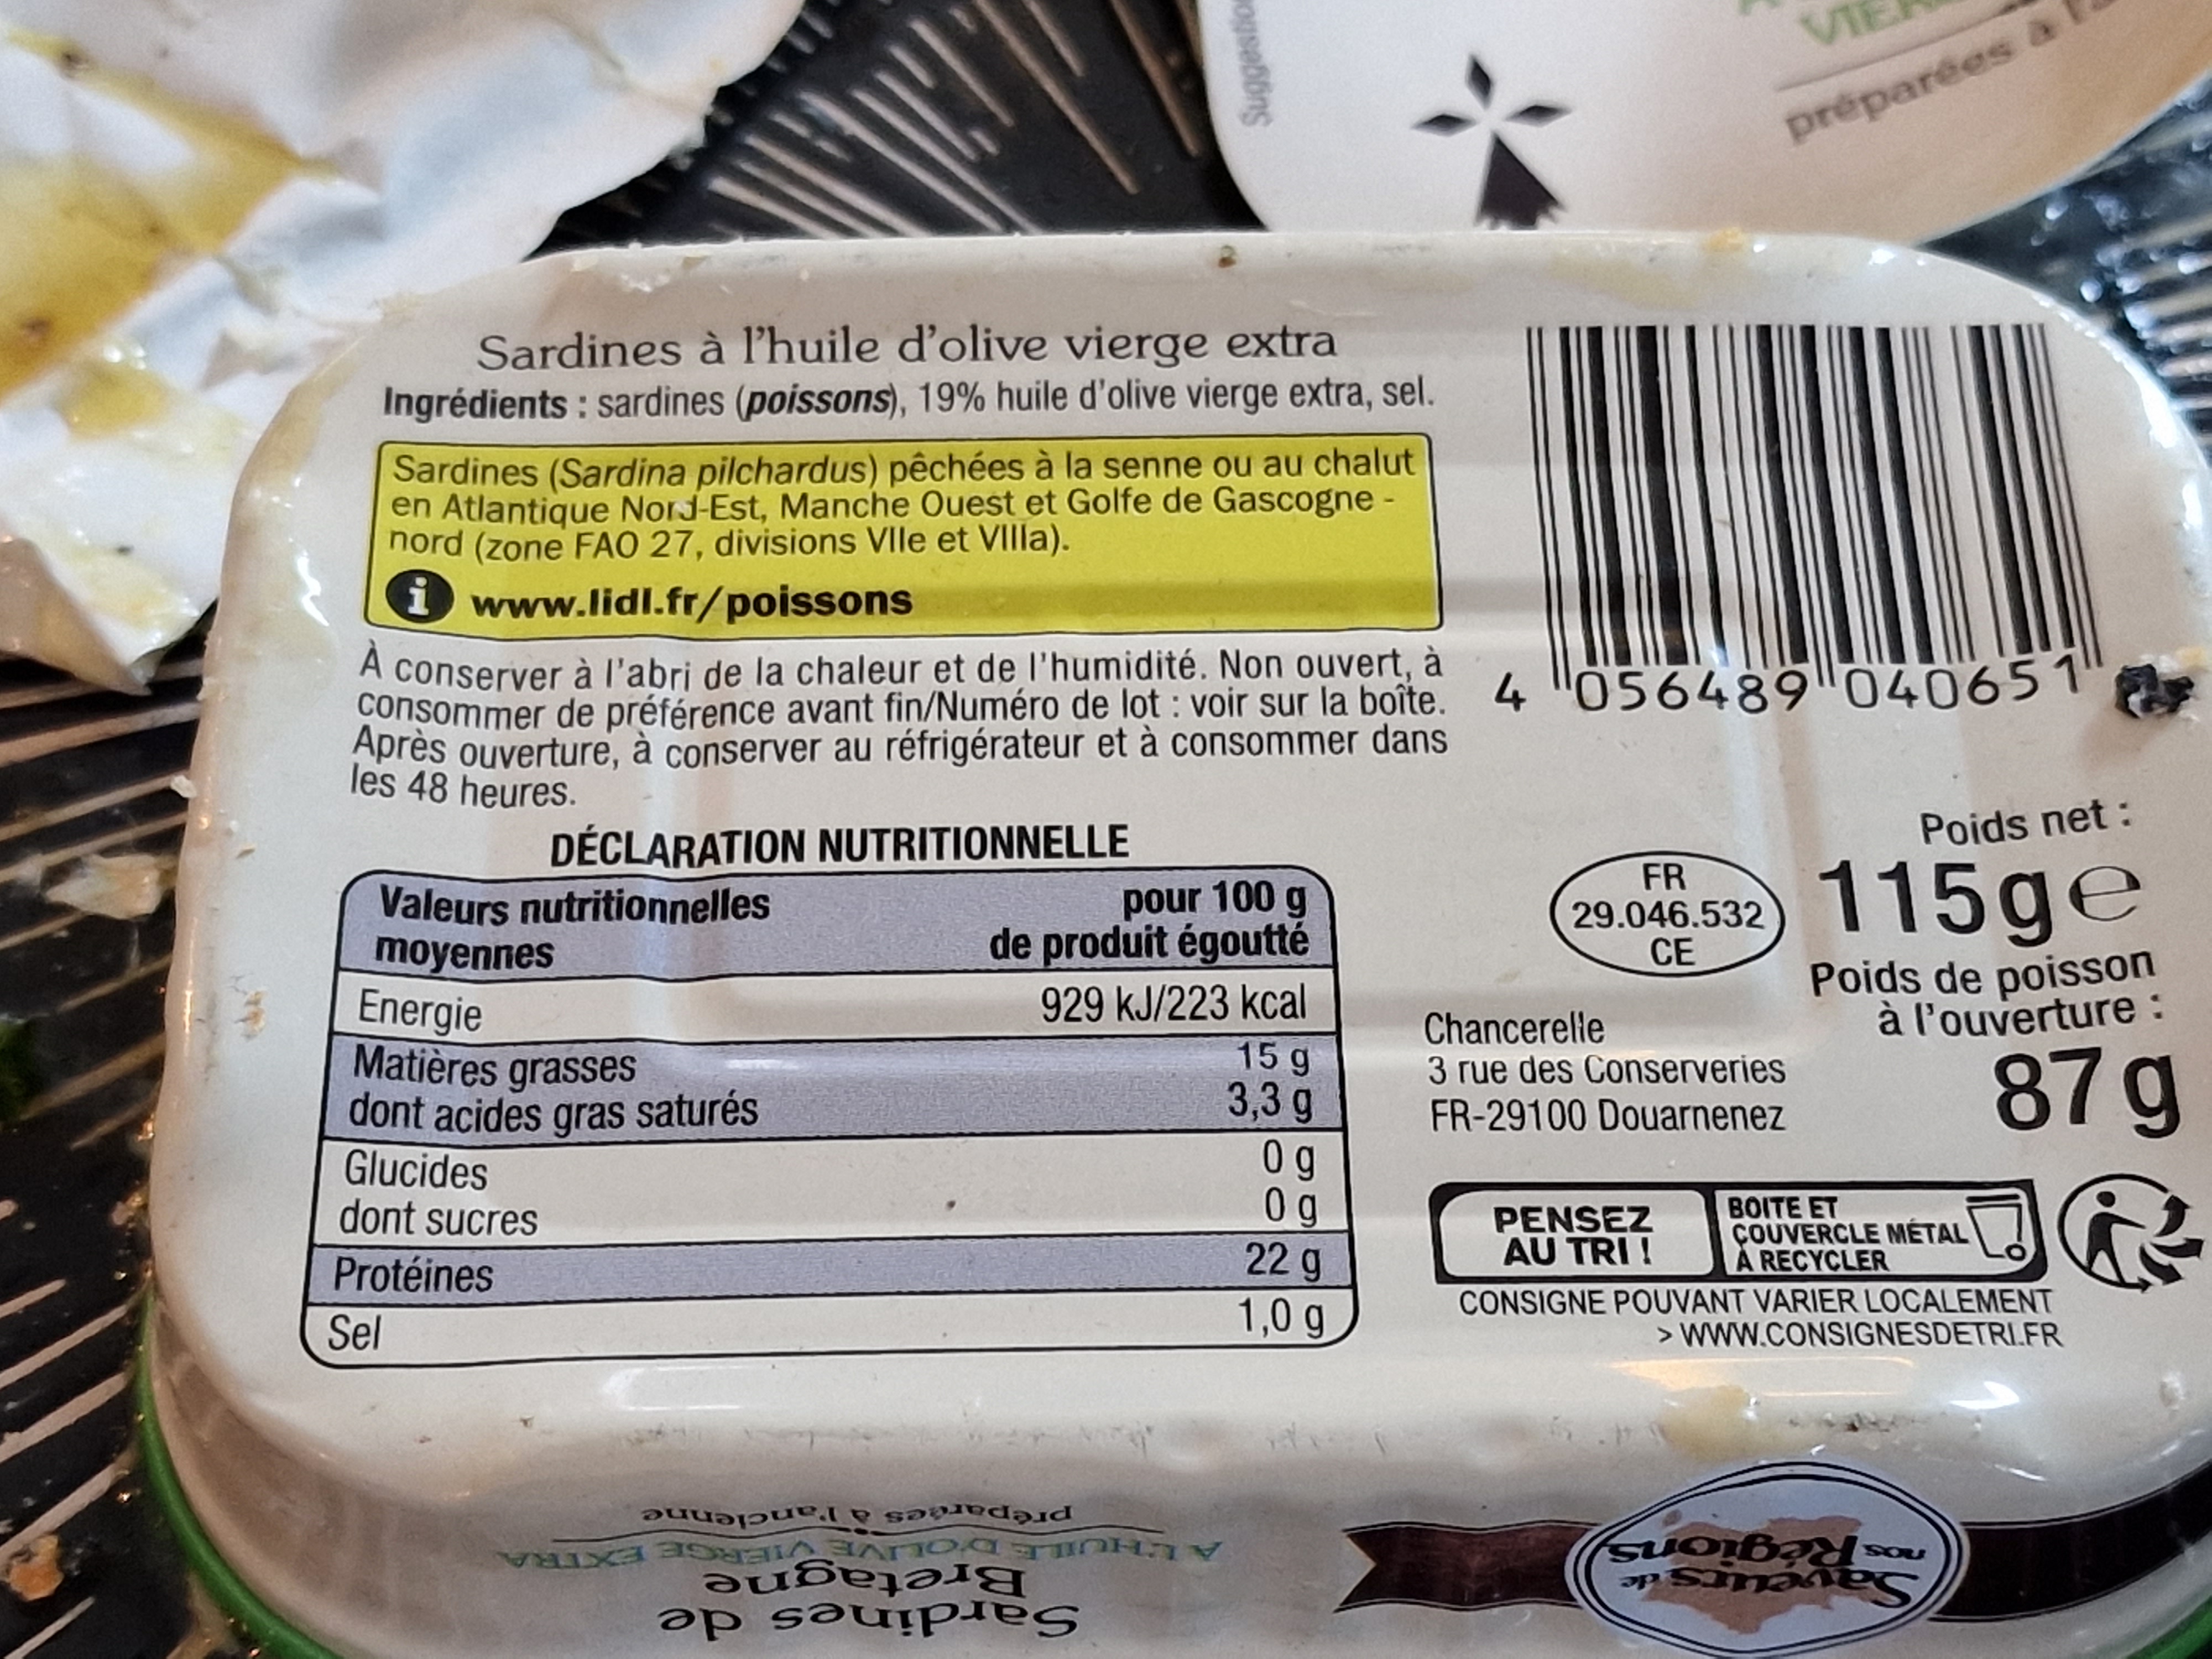 Suggestion
VIER
préparées à l'a
Sardines à l'huile d'olive vierge extra
Ingrédients : sardines (poissons), 19% huile d'olive vierge extra, sel.
Sardines (Sardina pilchardus) pêchées à la senne ou au chalut
en Atlantique Nord-Est, Manche Ouest et Golfe de Gascogne -
nord (zone FAO 27, divisions VIIe et VIIIa).
i www.lidl.fr/poissons
À conserver à l'abri de la chaleur et de l'humidité. Non ouvert, à
consommer de préférence avant fin/Numéro de lot : voir sur la boîte.
Après ouverture, à conserver au réfrigérateur et à consommer dans
les 48 heures.
4 056489 040651
DÉCLARATION NUTRITIONNELLE
Valeurs nutritionnelles moyennes pour 100 g de produit égoutté
Energie 929 kJ/223 kcal
Matières grasses 15 g
dont acides gras saturés 3,3 g
Glucides 0 g
dont sucres 0 g
Protéines 22 g
Sel 1,0 g
Poids net :
115g e
Poids de poisson
à l'ouverture :
87 g
FR
29.046.532
CE
Chancerelle
3 rue des Conserveries
FR-29100 Douarnenez
PENSEZ
AU TRI !
BOITE ET
COUVERCLE MÉTAL
À RECYCLER
CONSIGNE POUVANT VARIER LOCALEMENT
> WWW.CONSIGNESDETRI.FR
Sardines de
Bretagne
A L'HUILE D'OLIVE VIERGE EXTRA
préparées à l'ancienne
Saveurs de
nos Régions